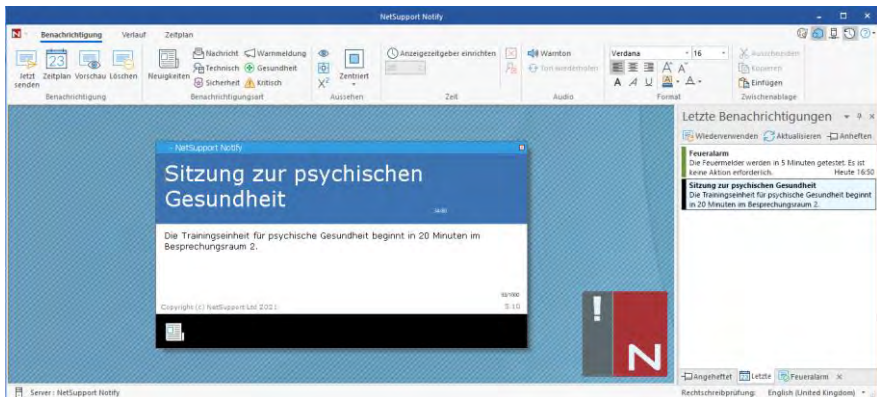 NetSupport Notify
Benachrichtigung Verlauf Zeitplan
Jetzt senden
Zeitplan
Vorschau
Löschen
Benachrichtigung
Neuigkeiten
Nachricht
Warnmeldung
Technisch
Gesundheit
Sicherheit
Kritisch
Benachrichtigungsart
Zentriert
Aussehen
Anzeigezeitgeber einrichten
Zeit
Warnton
Ton wiederholen
Audio
Verdana 16
Format
Ausschneiden
Kopieren
Einfügen
Zwischenablage
- NetSupport Notify
Sitzung zur psychischen
Gesundheit
Die Trainingseinheit für psychische Gesundheit beginnt in 20 Minuten im
Besprechungsraum 2.
Copyright (c) NetSupport Ltd 2021
5.10
! N
Letzte Benachrichtigungen
Wiederverwenden Aktualisieren Anheften
Feueralarm
Die Feuermelder werden in 5 Minuten getestet. Es ist
keine Aktion erforderlich. Heute 16:50
Sitzung zur psychischen Gesundheit
Die Trainingseinheit für psychische Gesundheit beginnt
in 20 Minuten im Besprechungsraum 2.
Angeheftet Letzte Feueralarm
Server: NetSupport Notify
Rechtschreibprüfung: English (United Kingdom)